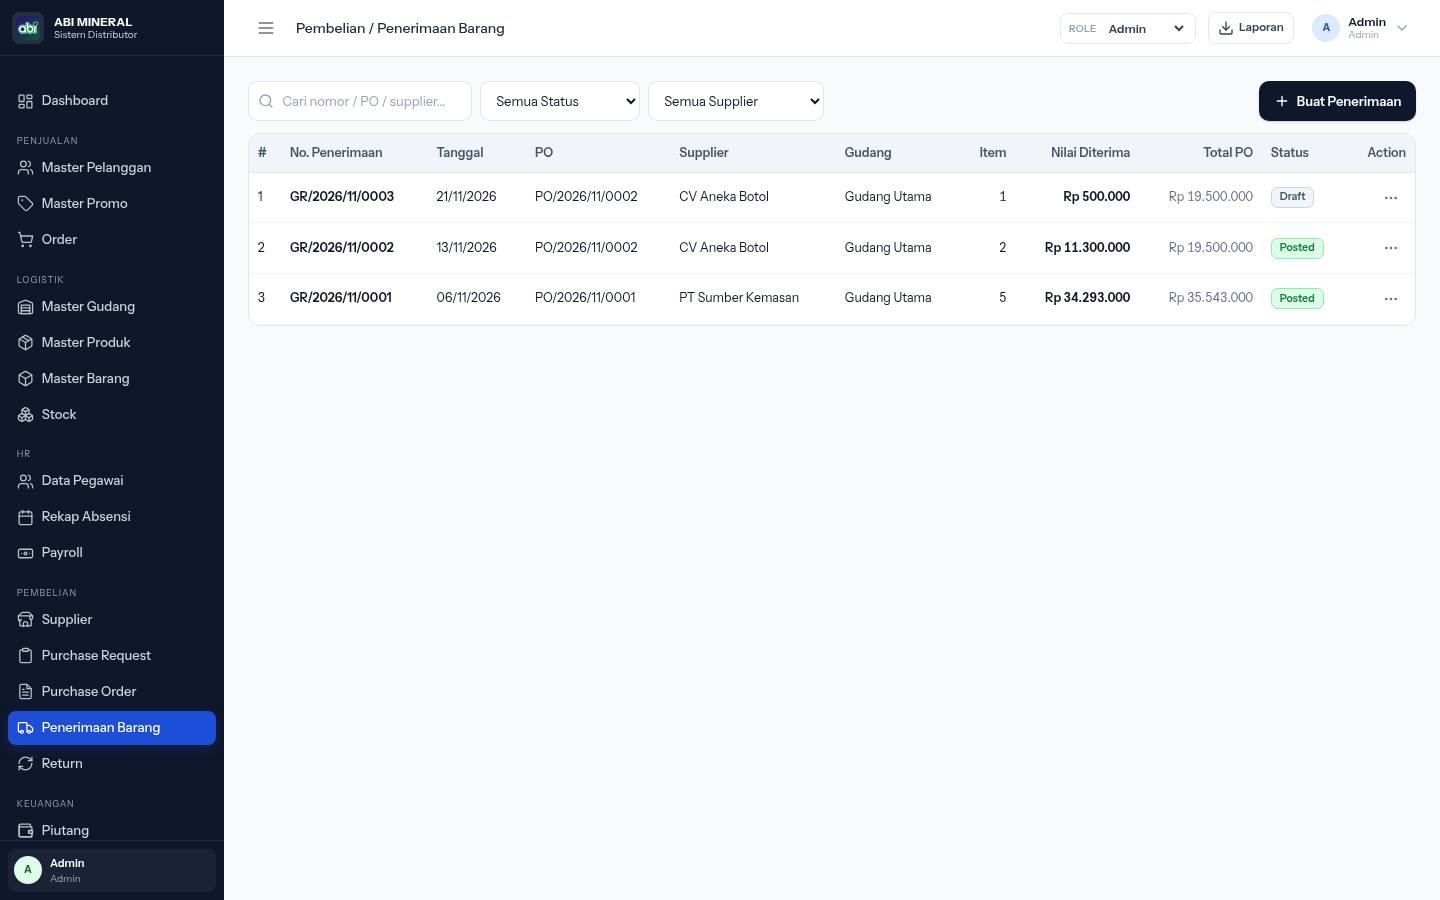 abi
ABI MINERAL
Sistem Distributor
Dashboard
PENJUALAN
Master Pelanggan
Master Promo
Order
LOGISTIK
Master Gudang
Master Produk
Master Barang
Stock
HR
Data Pegawai
Rekap Absensi
Payroll
PEMBELIAN
Supplier
Purchase Request
Purchase Order
Penerimaan Barang
Return
KEUANGAN
Piutang
A
Admin
Admin
Pembelian / Penerimaan Barang
ROLE Admin
Laporan
A
Admin
Admin
Cari nomor / PO / supplier...
Semua Status
Semua Supplier
Buat Penerimaan
# No. Penerimaan Tanggal PO Supplier Gudang Item Nilai Diterima Total PO Status Action
1 GR/2026/11/0003 21/11/2026 PO/2026/11/0002 CV Aneka Botol Gudang Utama 1 Rp 500.000 Rp 19.500.000 Draft ...
2 GR/2026/11/0002 13/11/2026 PO/2026/11/0002 CV Aneka Botol Gudang Utama 2 Rp 11.300.000 Rp 19.500.000 Posted ...
3 GR/2026/11/0001 06/11/2026 PO/2026/11/0001 PT Sumber Kemasan Gudang Utama 5 Rp 34.293.000 Rp 35.543.000 Posted ...